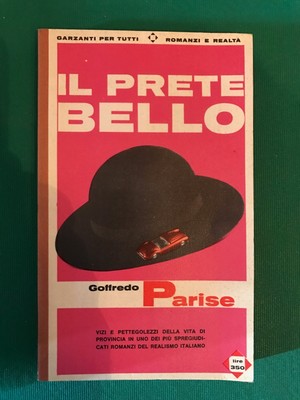 GARZANTI PER TUTTI ROMANZI E REALTÀ
IL PRETE
BELLO
Goffredo Parise
VIZI E PETTEGOLEZZI DELLA VITA DI
PROVINCIA IN UNO DEI PIÙ SPREGIUDI-
CATI ROMANZI DEL REALISMO ITALIANO
lire
350